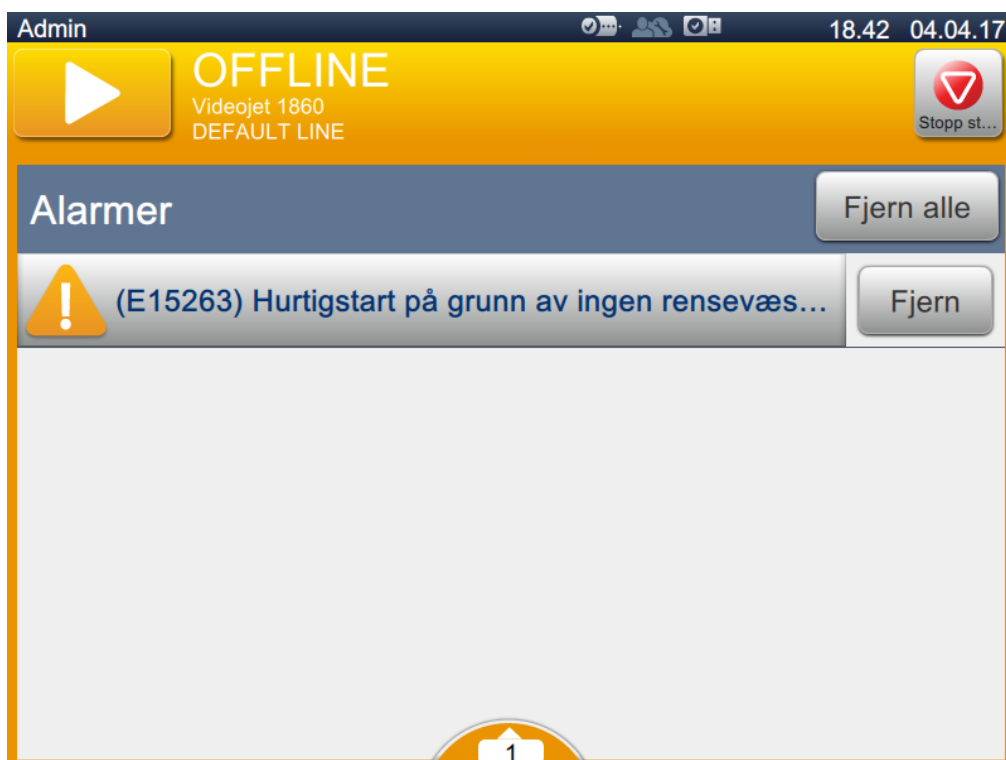 Admin 18.42 04.04.17
OFFLINE
Videojet 1860
DEFAULT LINE
Stopp st...
Alarmer
Fjern alle
(E15263) Hurtigstart på grunn av ingen rensevæs...
Fjern
1